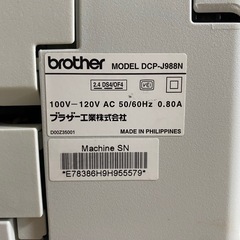 brother MODEL DCP-J988N
2.4 DS4/OF4
100V-120V AC 50/60Hz 0.80A
ブラザー工業株式会社
D00Z35001
MADE IN PHILIPPINES
Machine SN
*E78386H9H955579*